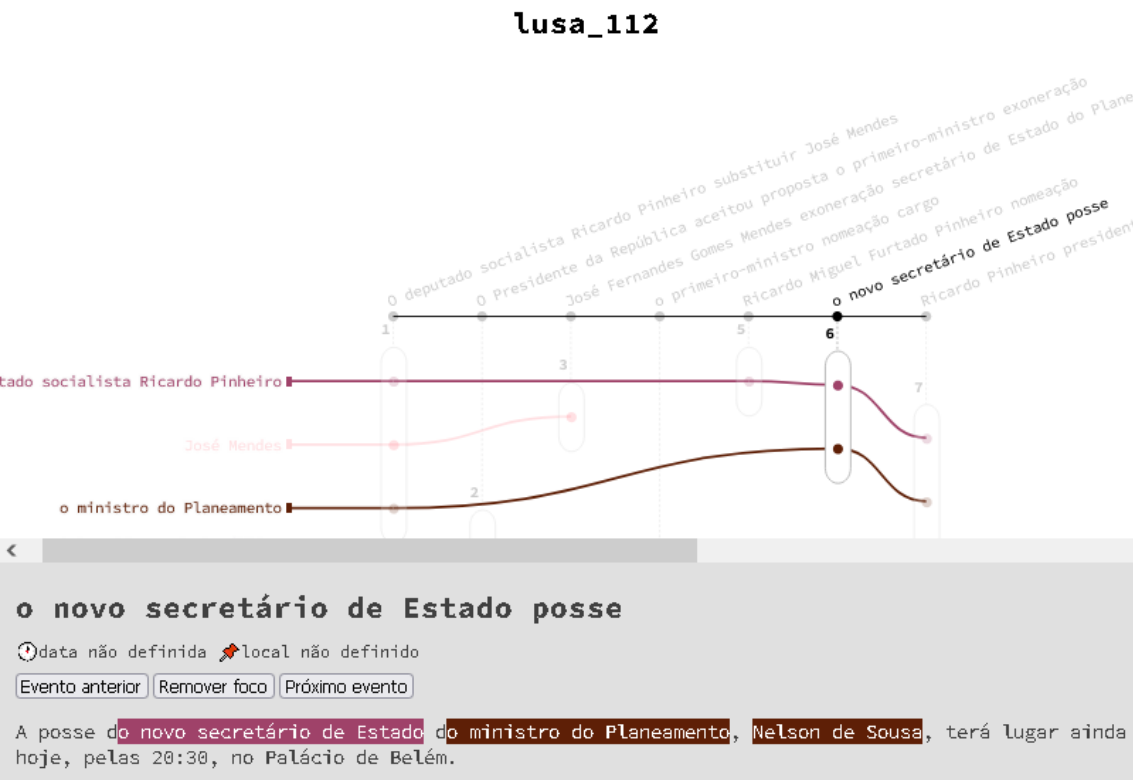 lusa_112
O deputado socialista Ricardo Pinheiro substituir José Mendes
O Presidente da República aceitou proposta o primeiro-ministro exoneração
José Fernandes Gomes Mendes exoneração secretário de Estado do Plane
o primeiro-ministro nomeação cargo
Ricardo Miguel Furtado Pinheiro nomeação
o novo secretário de Estado posse
Ricardo Pinheiro presiden
1
5
6
3
7
tado socialista Ricardo Pinheiro
José Mendes
2
o ministro do Planeamento
<
o novo secretário de Estado posse
data não definida local não definido
Evento anterior Remover foco Próximo evento
A posse do novo secretário de Estado do ministro do Planeamento, Nelson de Sousa, terá lugar ainda
hoje, pelas 20:30, no Palácio de Belém.